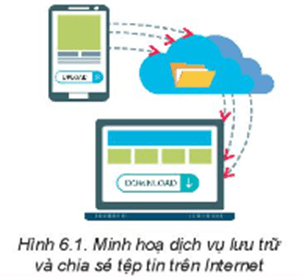 UPLOAD
DOWNLOAD
Hình 6.1. Minh hoạ dịch vụ lưu trữ
và chia sẻ tệp tin trên Internet